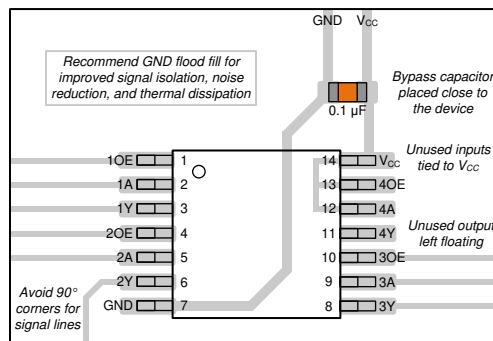 GND VCC
Recommend GND flood fill for
improved signal isolation, noise
reduction, and thermal dissipation
Bypass capacitor
placed close to
the device
0.1 µF
Unused inputs
tied to VCC
Unused output
left floating
1OE 1 14 VCC
1A 2 13 4OE
1Y 3 12 4A
2OE 4 11 4Y
2A 5 10 3OE
2Y 6 9 3A
GND 7 8 3Y
Avoid 90°
corners for
signal lines